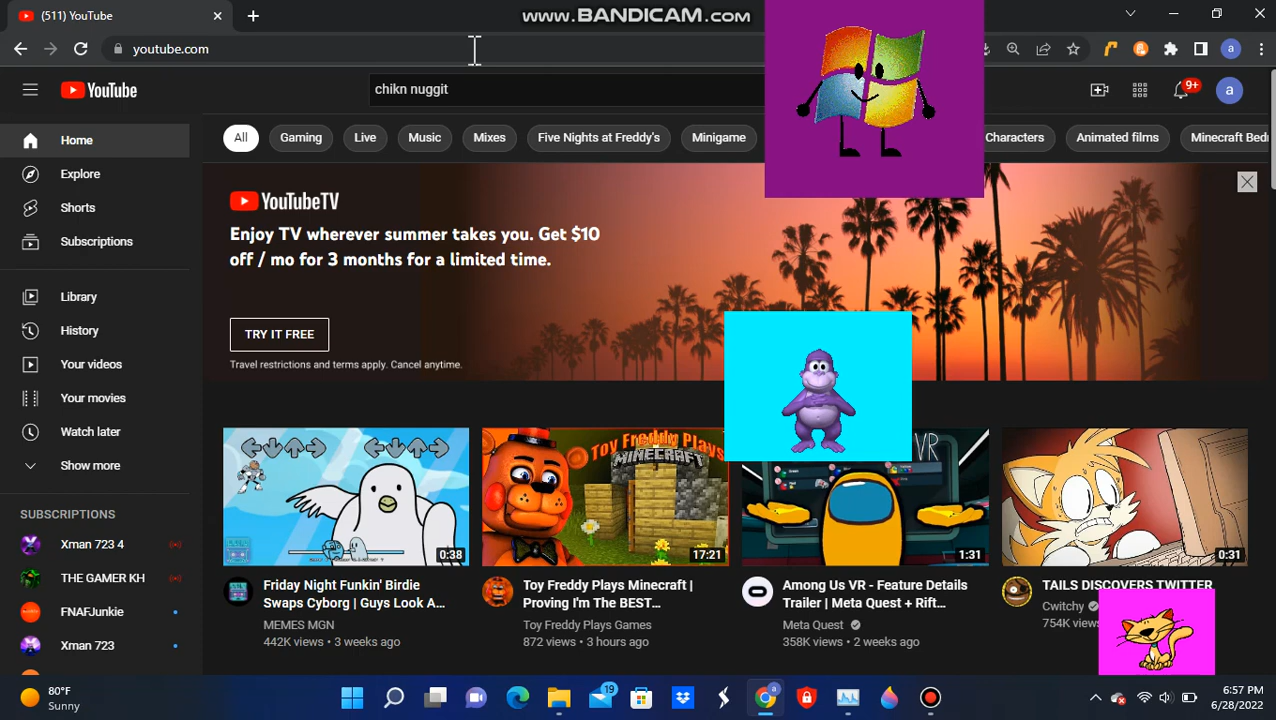 (511) YouTube
www.BANDICAM.com
youtube.com
a
YouTube
chikn nuggit
9+
a
Home
Explore
Shorts
Subscriptions
Library
History
Your videos
Your movies
Watch later
Show more
SUBSCRIPTIONS
Xman 723 4
THE GAMER KH
FNAFJunkie
Xman 723
All
Gaming
Live
Music
Mixes
Five Nights at Freddy's
Minigame
Characters
Animated films
Minecraft Bed
YouTubeTV
Enjoy TV wherever summer takes you. Get $10
off / mo for 3 months for a limited time.
TRY IT FREE
Travel restrictions and terms apply. Cancel anytime.
0:38
Friday Night Funkin' Birdie
Swaps Cyborg | Guys Look A...
MEMES MGN
442K views • 3 weeks ago
Toy Freddy Plays
MINECRAFT
17:21
Toy Freddy Plays Minecraft |
Proving I'm The BEST...
Toy Freddy Plays Games
872 views • 3 hours ago
VR
1:31
Among Us VR - Feature Details
Trailer | Meta Quest + Rift...
Meta Quest
358K views • 2 weeks ago
0:31
TAILS DISCOVERS TWITTER
Cwitchy
754K views
80°F
Sunny
19
a
6:57 PM
6/28/2022